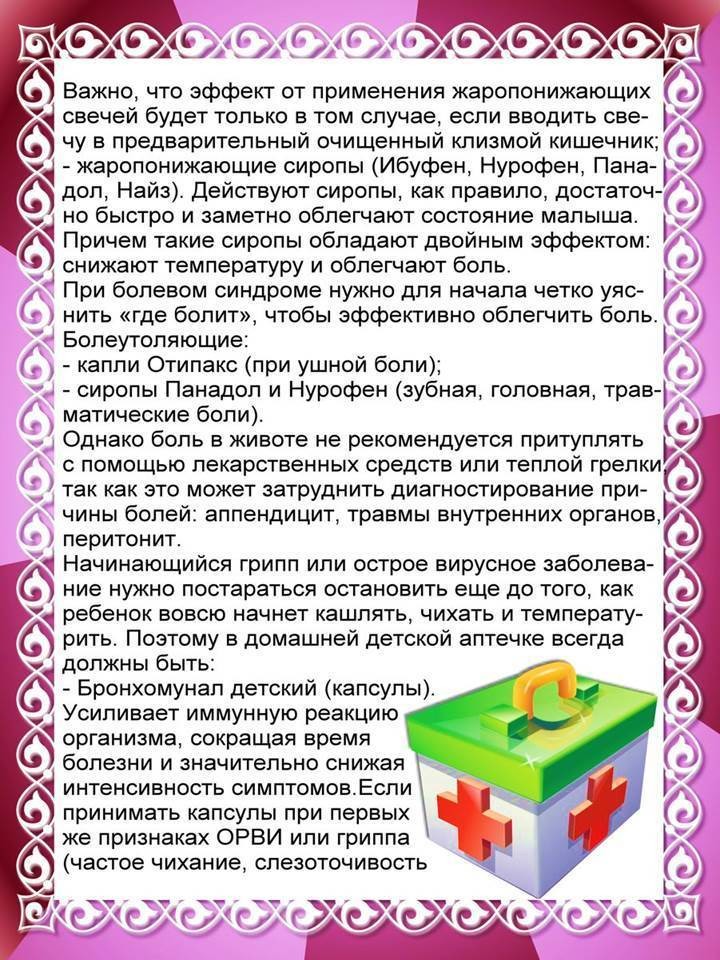 Важно, что эффект от применения жаропонижающих
свечей будет только в том случае, если вводить све-
чу в предварительный очищенный клизмой кишечник;
- жаропонижающие сиропы (Ибуфен, Нурофен, Пана-
дол, Найз). Действуют сиропы, как правило, достаточ-
но быстро и заметно облегчают состояние малыша.
Причем такие сиропы обладают двойным эффектом:
снижают температуру и облегчают боль.
При болевом синдроме нужно для начала четко уяс-
нить «где болит», чтобы эффективно облегчить боль.
Болеутоляющие:
- капли Отипакс (при ушной боли);
- сиропы Панадол и Нурофен (зубная, головная, трав-
матические боли).
Однако боль в животе не рекомендуется притуплять
с помощью лекарственных средств или теплой грелки,
так как это может затруднить диагностирование при-
чины болей: аппендицит, травмы внутренних органов,
перитонит.
Начинающийся грипп или острое вирусное заболева-
ние нужно постараться остановить еще до того, как
ребенок вовсю начнет кашлять, чихать и температу-
рить. Поэтому в домашней детской аптечке всегда
должны быть:
- Бронхомунал детский (капсулы).
Усиливает иммунную реакцию
организма, сокращая время
болезни и значительно снижая
интенсивность симптомов.Если
принимать капсулы при первых
же признаках ОРВИ или гриппа
(частое чихание, слезоточивость